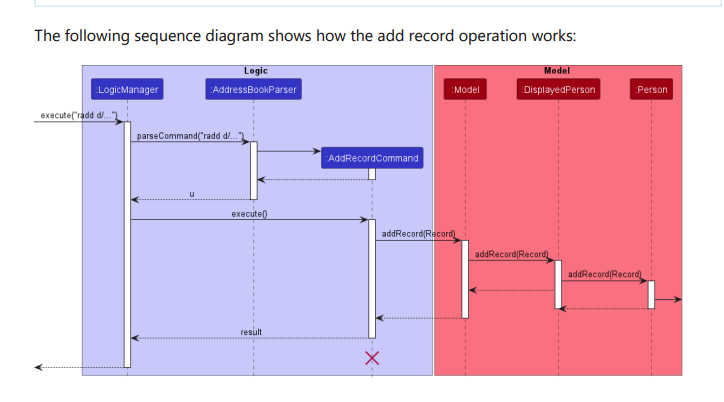 The following sequence diagram shows how the add record operation works:
Logic
Model
:LogicManager
:AddressBookParser
:Model
:DisplayedPerson
:Person
execute("radd d/...")
parseCommand("radd d/...")
:AddRecordCommand
u
execute()
addRecord(Record)
addRecord(Record)
addRecord(Record)
result